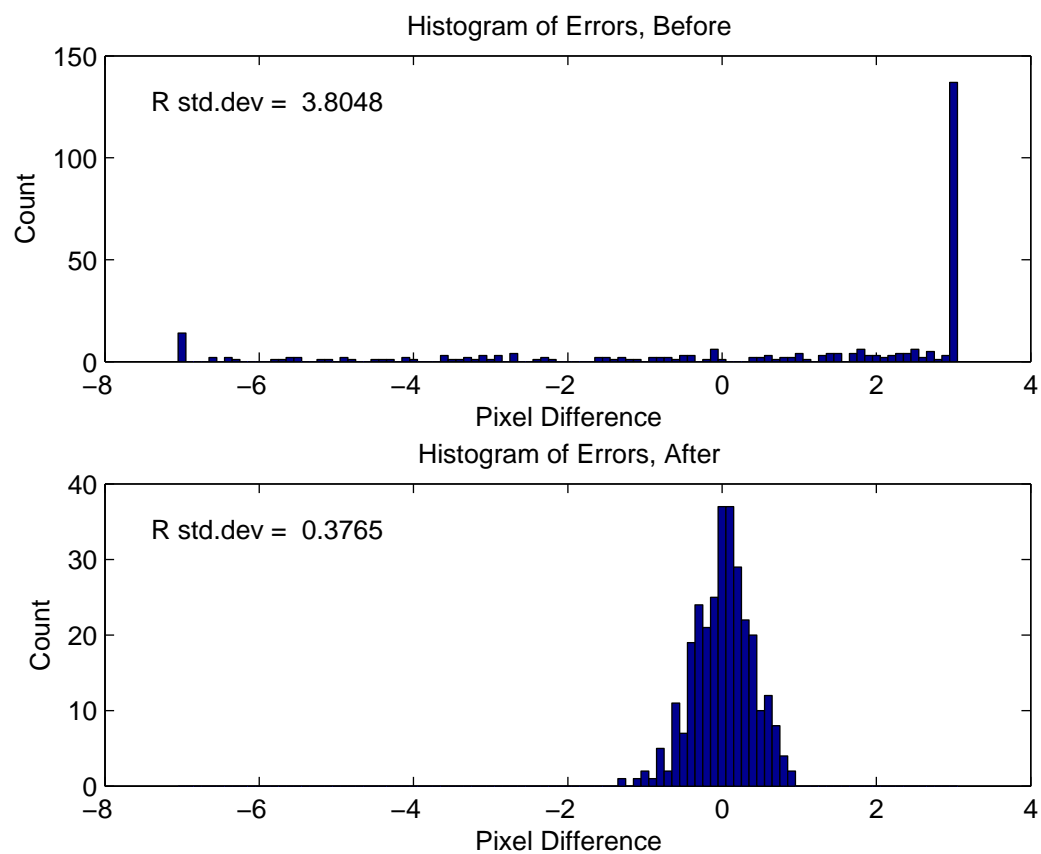 Histogram of Errors, Before
150
R std.dev = 3.8048
100
Count
50
0
−8 −6 −4 −2 0 2 4
Pixel Difference
Histogram of Errors, After
40
R std.dev = 0.3765
30
20
Count
10
0
−8 −6 −4 −2 0 2 4
Pixel Difference